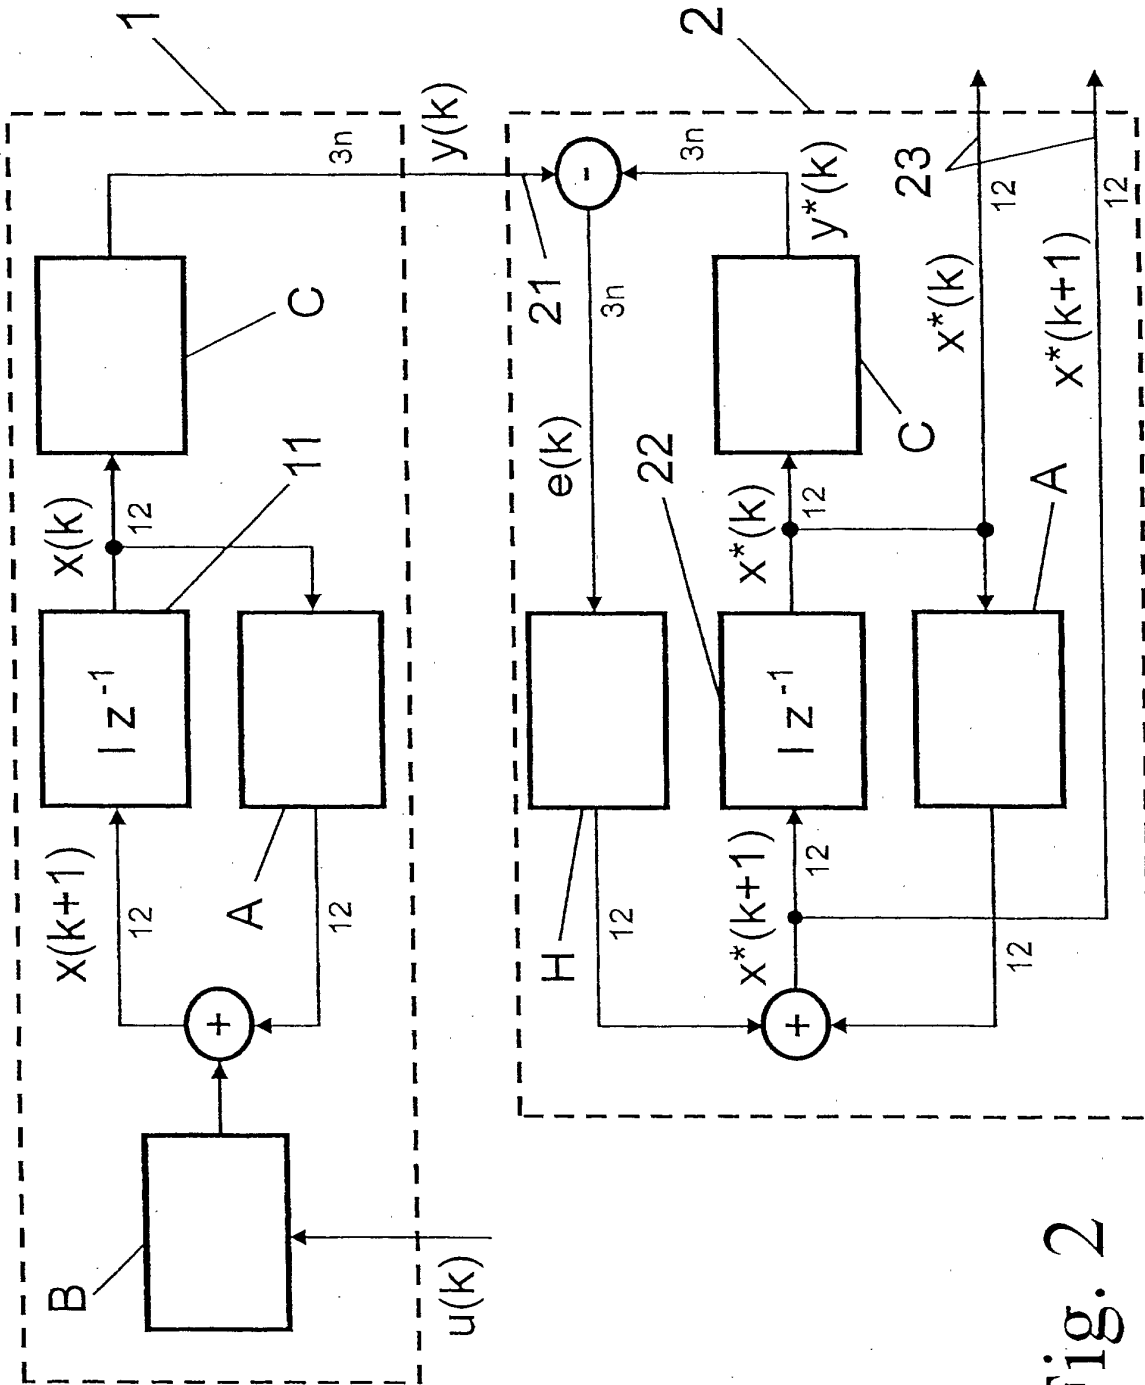 1
C
3n
y(k)
x(k)
12
11
I z⁻¹
x(k+1)
12
A
12
+
B
u(k)
2
21
-
3n
e(k)
3n
y*(k)
C
22
x*(k)
12
23
12
x*(k)
12
x*(k+1)
H
12
I z⁻¹
A
x*(k+1)
12
12
+
Fig. 2